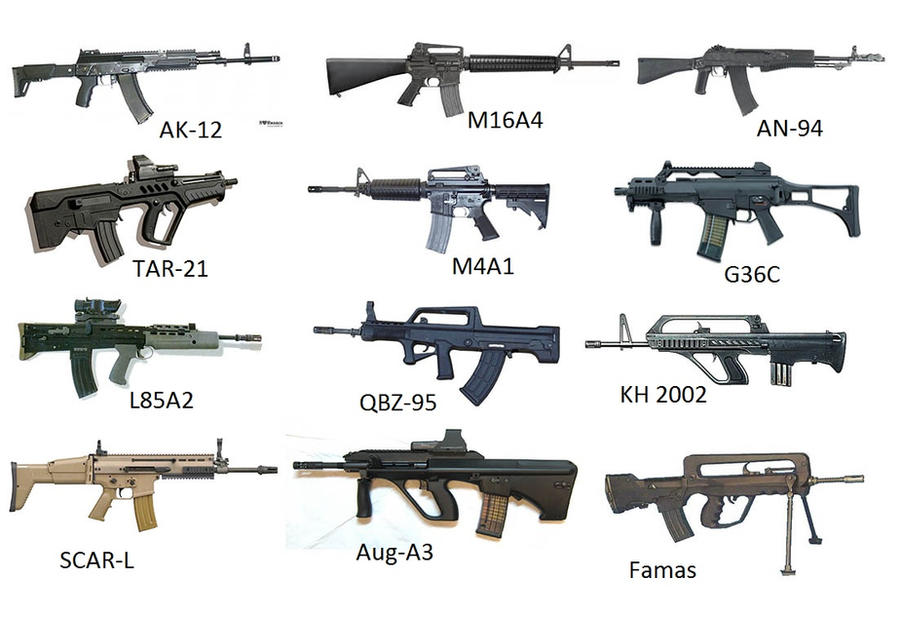 AK-12
M16A4
AN-94
TAR-21
M4A1
G36C
L85A2
QBZ-95
KH 2002
SCAR-L
Aug-A3
Famas